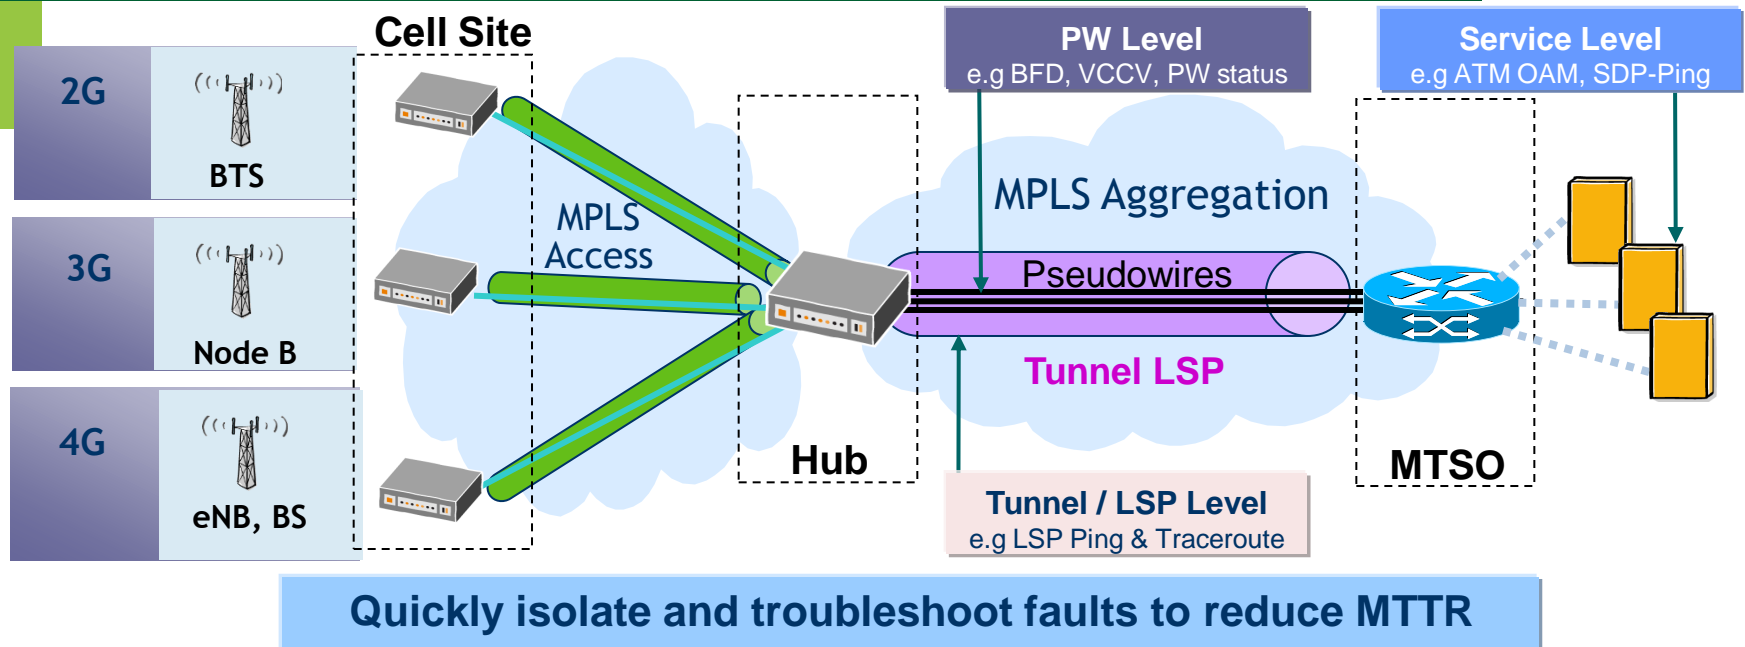 Cell Site
PW Level
e.g BFD, VCCV, PW status
Service Level
e.g ATM OAM, SDP-Ping
2G
BTS
3G
Node B
4G
eNB, BS
MPLS
Access
MPLS Aggregation
Pseudowires
Tunnel LSP
Hub
MTSO
Tunnel / LSP Level
e.g LSP Ping & Traceroute
Quickly isolate and troubleshoot faults to reduce MTTR